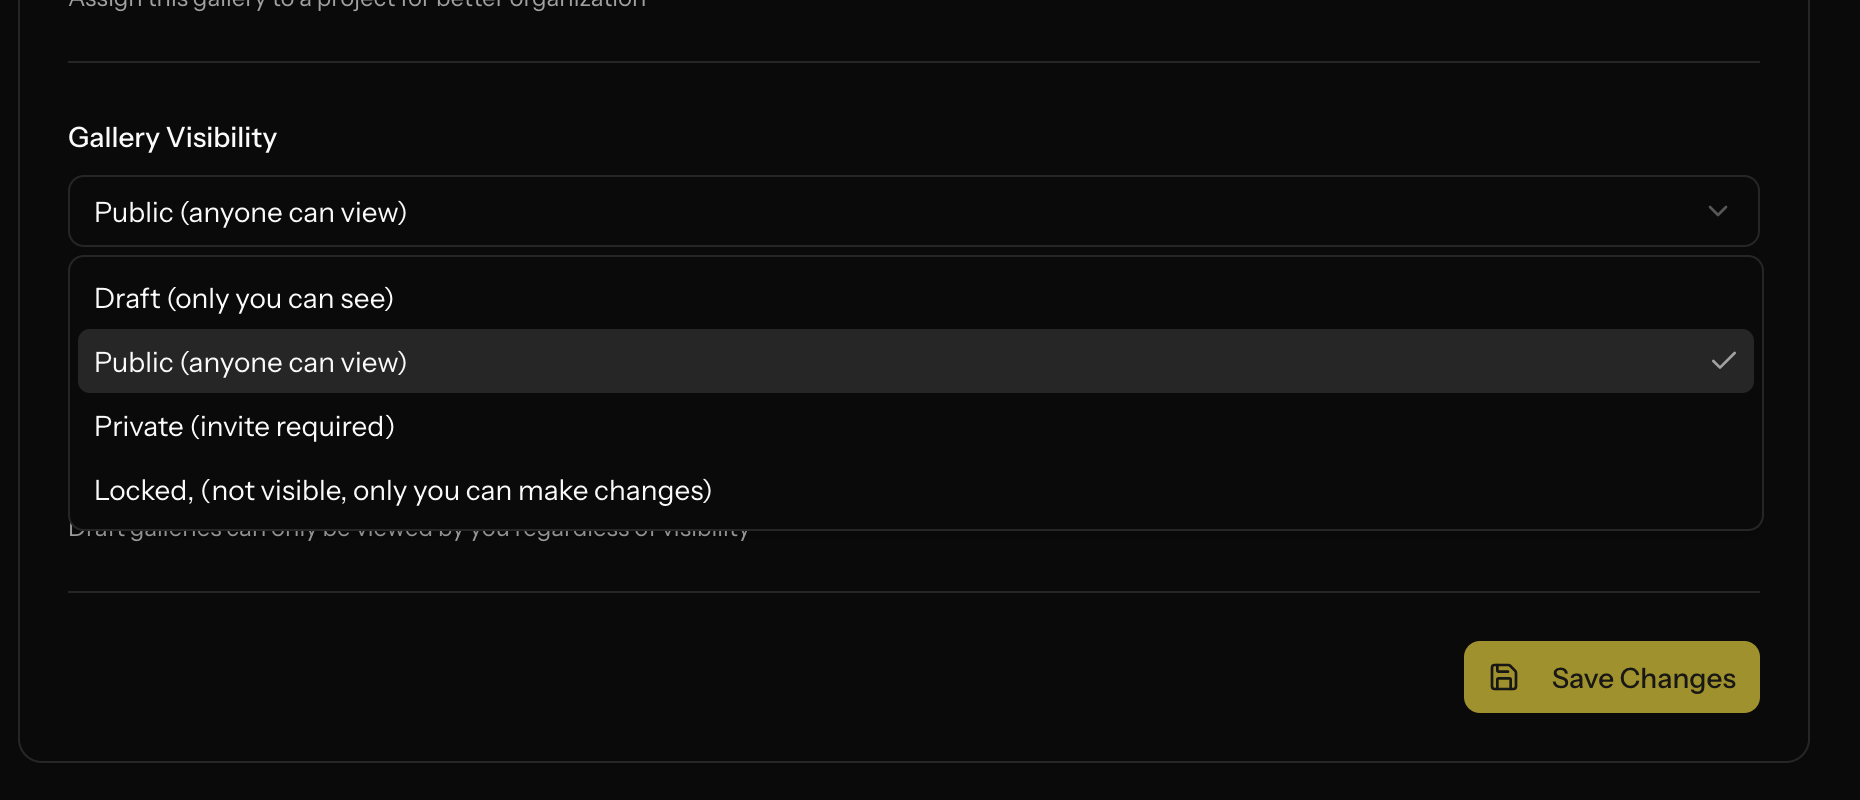 Assign this gallery to a project for better organization
Gallery Visibility
Public (anyone can view)
Draft (only you can see)
Public (anyone can view)
Private (invite required)
Locked, (not visible, only you can make changes)
Draft galleries can only be viewed by you regardless of visibility
Save Changes